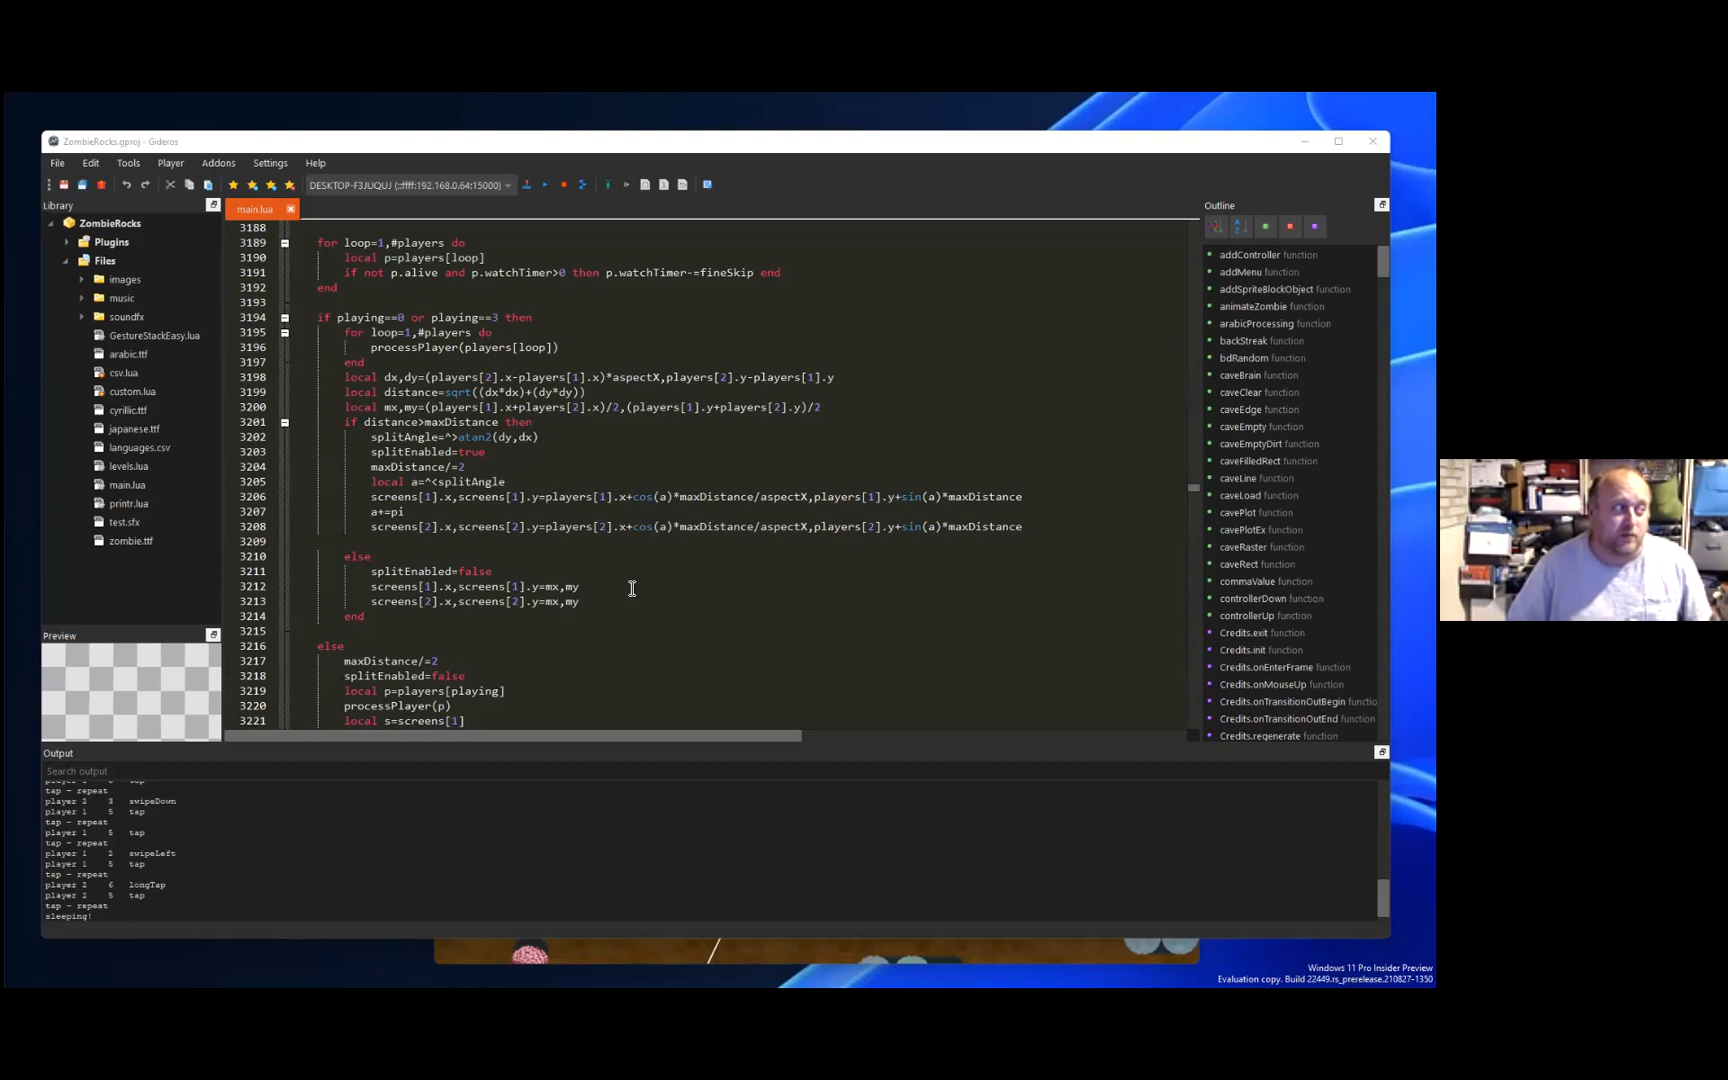 ZombieRocks.gproj - Gideros
File Edit Tools Player Addons Settings Help
DESKTOP-F3JUQUJ (::ffff:192.168.0.64:15000)
Library
ZombieRocks
Plugins
Files
images
music
soundfx
GestureStackEasy.lua
arabic.ttf
csv.lua
custom.lua
cyrillic.ttf
japanese.ttf
languages.csv
levels.lua
main.lua
printr.lua
test.sfx
zombie.ttf
Preview
main.lua
3188
3189 for loop=1,#players do
3190 local p=players[loop]
3191 if not p.alive and p.watchTimer>0 then p.watchTimer-=fineSkip end
3192 end
3193
3194 if playing==0 or playing==3 then
3195 for loop=1,#players do
3196 processPlayer(players[loop])
3197 end
3198 local dx,dy=(players[2].x-players[1].x)*aspectX,players[2].y-players[1].y
3199 local distance=sqrt((dx*dx)+(dy*dy))
3200 local mx,my=(players[1].x+players[2].x)/2,(players[1].y+players[2].y)/2
3201 if distance>maxDistance then
3202 splitAngle=^>atan2(dy,dx)
3203 splitEnabled=true
3204 maxDistance/=2
3205 local a=^<splitAngle
3206 screens[1].x,screens[1].y=players[1].x+cos(a)*maxDistance/aspectX,players[1].y+sin(a)*maxDistance
3207 a+=pi
3208 screens[2].x,screens[2].y=players[2].x+cos(a)*maxDistance/aspectX,players[2].y+sin(a)*maxDistance
3209
3210 else
3211 splitEnabled=false
3212 screens[1].x,screens[1].y=mx,my
3213 screens[2].x,screens[2].y=mx,my
3214 end
3215
3216 else
3217 maxDistance/=2
3218 splitEnabled=false
3219 local p=players[playing]
3220 processPlayer(p)
3221 local s=screens[1]
Outline
addController function
addMenu function
addSpriteBlockObject function
animateZombie function
arabicProcessing function
backStreak function
bdRandom function
caveBrain function
caveClear function
caveEdge function
caveEmpty function
caveEmptyDirt function
caveFilledRect function
caveLine function
caveLoad function
cavePlot function
cavePlotEx function
caveRaster function
caveRect function
commaValue function
controllerDown function
controllerUp function
Credits.exit function
Credits.init function
Credits.onEnterFrame function
Credits.onMouseUp function
Credits.onTransitionOutBegin functio
Credits.onTransitionOutEnd function
Credits.regenerate function
Output
Search output
tap - repeat
player 2 3 swipeDown
player 1 5 tap
tap - repeat
player 1 5 tap
tap - repeat
player 1 2 swipeLeft
player 1 5 tap
tap - repeat
player 2 6 longTap
player 2 5 tap
tap - repeat
sleeping!
Windows 11 Pro Insider Preview
Evaluation copy. Build 22449.rs_prerelease.210827-1350